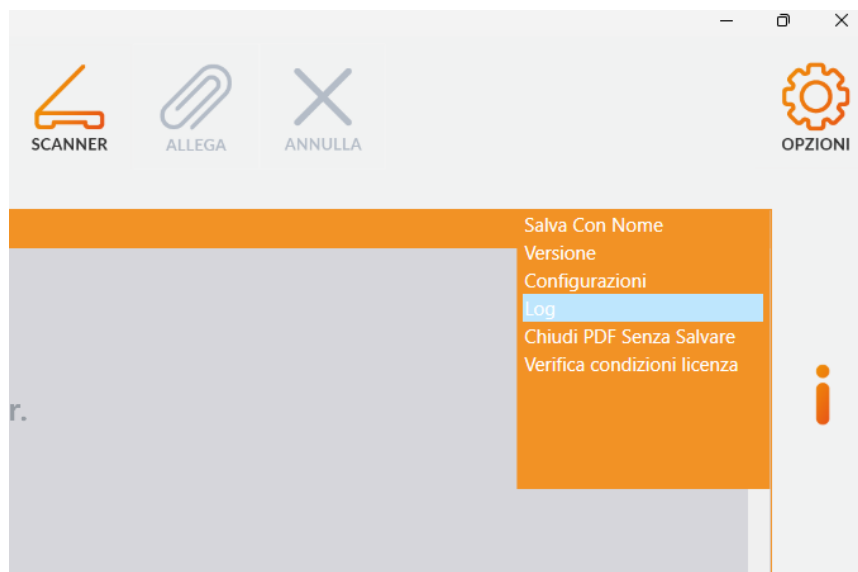 SCANNER
ALLEGA
ANNULLA
OPZIONI
Salva Con Nome
Versione
Configurazioni
Log
Chiudi PDF Senza Salvare
Verifica condizioni licenza
r.